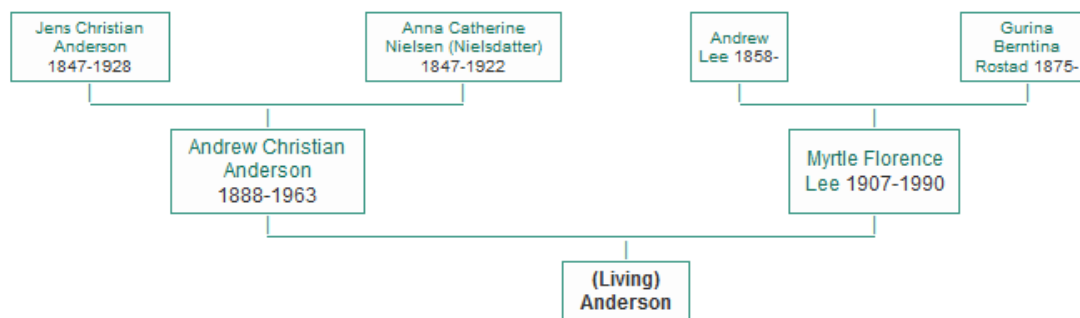 Jens Christian
Anderson
1847-1928
Anna Catherine
Nielsen (Nielsdatter)
1847-1922
Andrew
Lee 1858-
Gurina
Berntina
Rostad 1875-
Andrew Christian
Anderson
1888-1963
Myrtle Florence
Lee 1907-1990
(Living)
Anderson